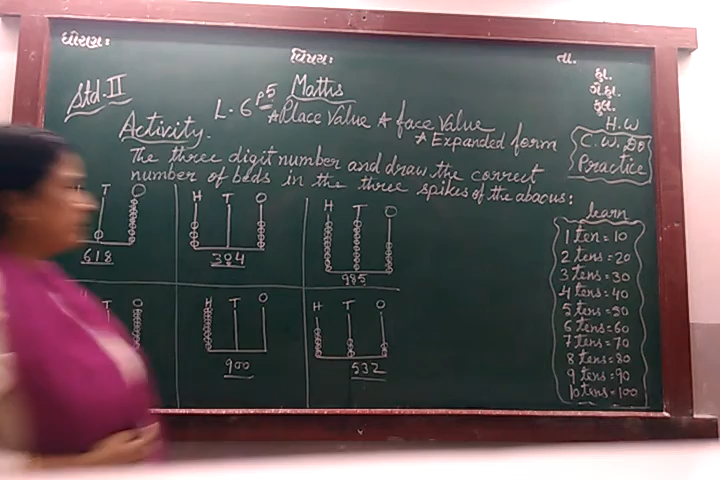 ધોરણઃ
વિષયઃ
તા.
હા.
ગે.હા.
કુલ.
Std. II
Maths
L-6 P5
*Place Value * face Value
* Expanded form
H.W
C.W. Do
Practice
Activity.
The three digit number and draw the correct
number of beds in the three spikes of the abacus:
T O
618
H T O
304
H T O
985
O
H T O
900
H T O
532
learn
1 ten = 10
2 tens = 20
3 tens = 30
4 tens = 40
5 tens = 50
6 tens = 60
7 tens = 70
8 tens = 80
9 tens = 90
10 tens = 100